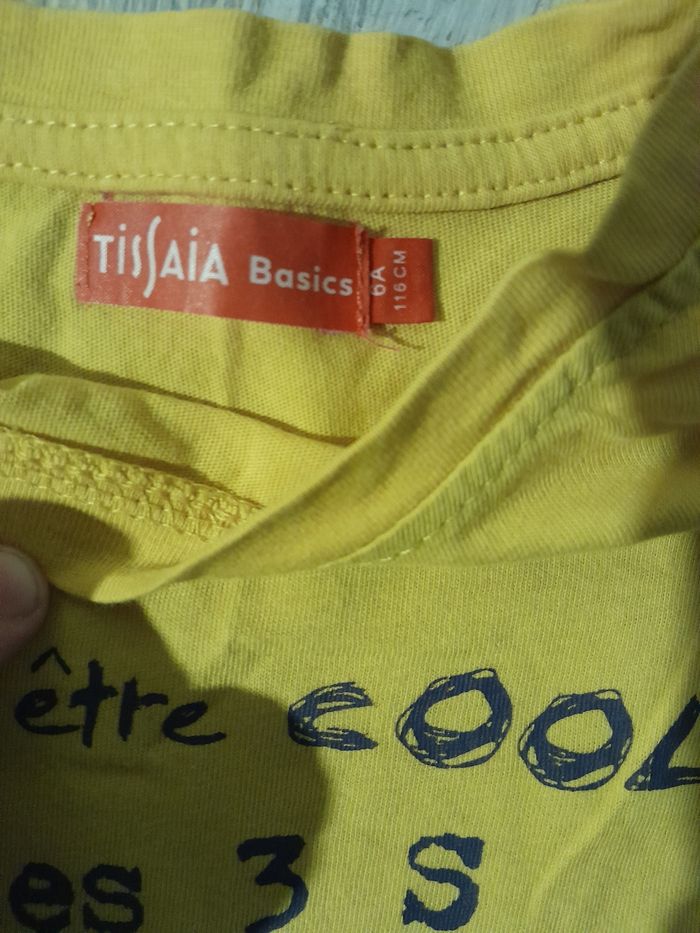 TISSAIA Basics
6A
116 CM
être COOL
es 3 S